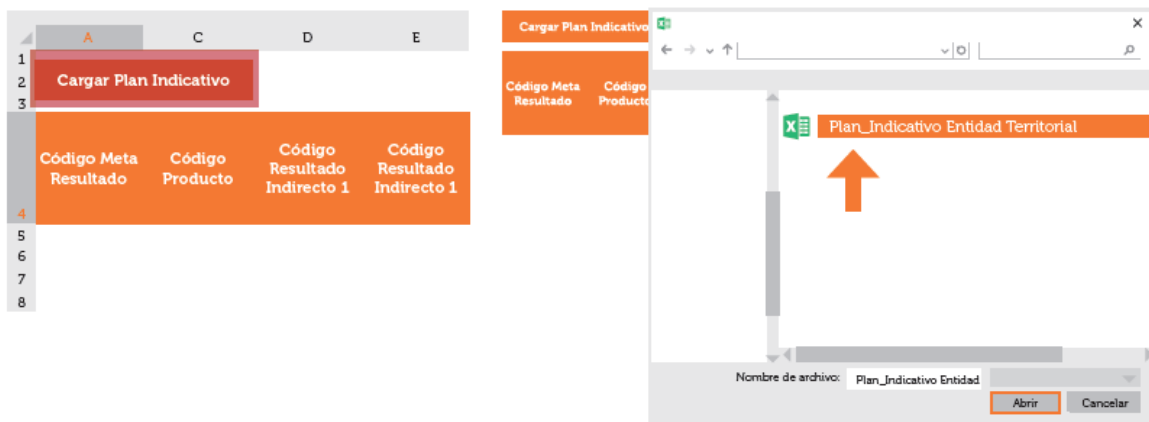 A C D E
1
2
3
4
5
6
7
8
Cargar Plan Indicativo
Código Meta
Resultado
Código
Producto
Código
Resultado
Indirecto 1
Código
Resultado
Indirecto 1
Cargar Plan Indicativo
Código Meta
Resultado
Código
Producto
Plan_Indicativo Entidad Territorial
Nombre de archivo: Plan_Indicativo Entidad
Abrir Cancelar